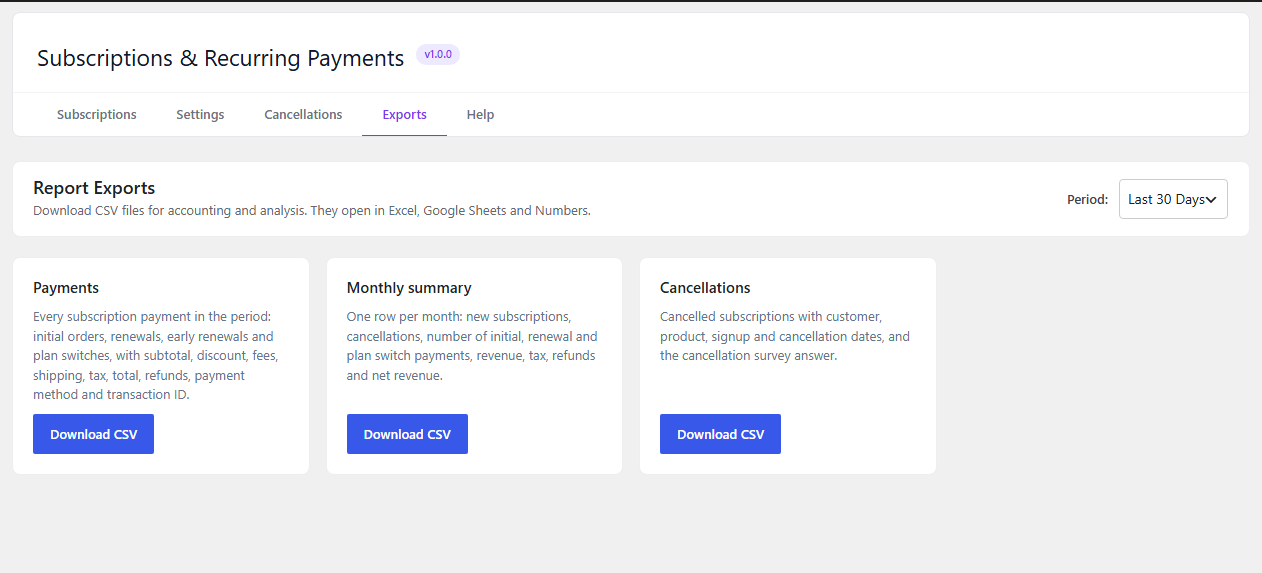 Subscriptions & Recurring Payments v1.0.0
Subscriptions Settings Cancellations Exports Help
Report Exports
Download CSV files for accounting and analysis. They open in Excel, Google Sheets and Numbers.
Period: Last 30 Days
Payments
Every subscription payment in the period:
initial orders, renewals, early renewals and
plan switches, with subtotal, discount, fees,
shipping, tax, total, refunds, payment
method and transaction ID.
Download CSV
Monthly summary
One row per month: new subscriptions,
cancellations, number of initial, renewal and
plan switch payments, revenue, tax, refunds
and net revenue.
Download CSV
Cancellations
Cancelled subscriptions with customer,
product, signup and cancellation dates, and
the cancellation survey answer.
Download CSV